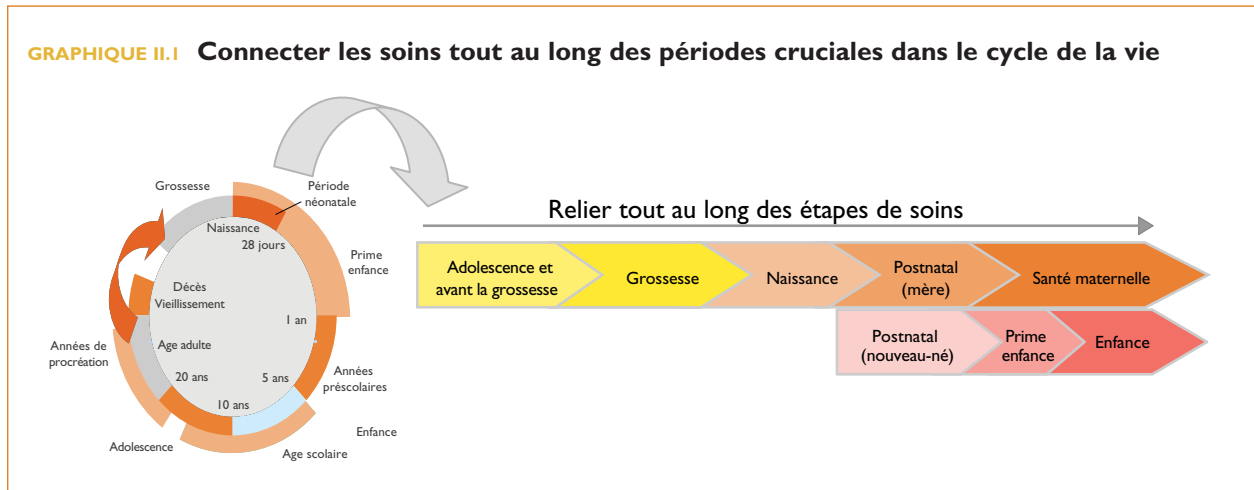 GRAPHIQUE II.1 Connecter les soins tout au long des périodes cruciales dans le cycle de la vie
Grossesse
Période
néonatale
Naissance
28 jours
Prime
enfance
Décès
Vieillissement
1 an
Années de
procréation
Age adulte
20 ans
5 ans
Années
préscolaires
10 ans
Adolescence
Enfance
Age scolaire
Relier tout au long des étapes de soins
Adolescence et
avant la grossesse
Grossesse
Naissance
Postnatal
(mère)
Santé maternelle
Postnatal
(nouveau-né)
Prime
enfance
Enfance